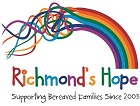 Richmond's Hope
Supporting Bereaved Families Since 2003